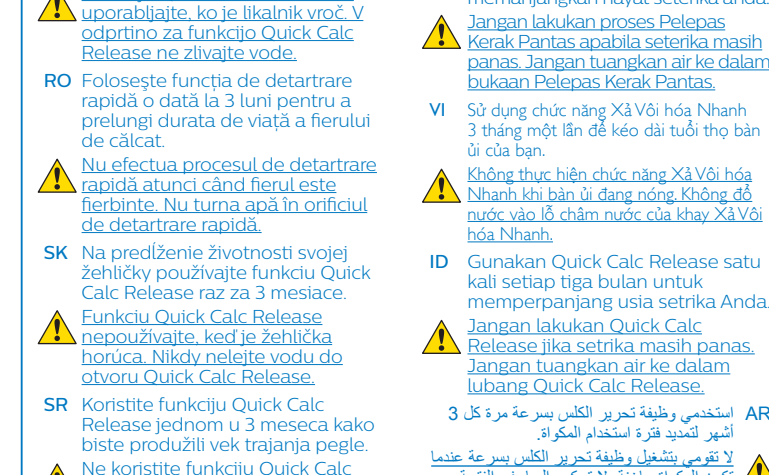 uporabljajte, ko je likalnik vroč. V
odprtino za funkcijo Quick Calc
Release ne zlivajte vode.
RO Folosește funcția de detartrare
rapidă o dată la 3 luni pentru a
prelungi durata de viață a fierului
de călcat.
Nu efectua procesul de detartrare
rapidă atunci când fierul este
fierbinte. Nu turna apă în orificiul
de detartrare rapidă.
SK Na predĺženie životnosti svojej
žehličky používajte funkciu Quick
Calc Release raz za 3 mesiace.
Funkciu Quick Calc Release
nepoužívajte, keď je žehlička
horúca. Nikdy nelejte vodu do
otvoru Quick Calc Release.
SR Koristite funkciju Quick Calc
Release jednom u 3 meseca kako
biste produžili vek trajanja pegle.
Ne koristite funkciju Quick Calc
memanjangkan hayat seterika anda.
Jangan lakukan proses Pelepas
Kerak Pantas apabila seterika masih
panas. Jangan tuangkan air ke dalam
bukaan Pelepas Kerak Pantas.
VI Sử dụng chức năng Xả Vôi hóa Nhanh
3 tháng một lần để kéo dài tuổi thọ bàn
ủi của bạn.
Không thực hiện chức năng Xả Vôi hóa
Nhanh khi bàn ủi đang nóng. Không đổ
nước vào lỗ châm nước của khay Xả Vôi
hóa Nhanh.
ID Gunakan Quick Calc Release satu
kali setiap tiga bulan untuk
memperpanjang usia setrika Anda.
Jangan lakukan Quick Calc
Release jika setrika masih panas.
Jangan tuangkan air ke dalam
lubang Quick Calc Release.
AR استخدمي وظيفة تحرير الكلس بسرعة مرة كل 3
أشهر لتمديد فترة استخدام المكواة.
لا تقومي بتشغيل وظيفة تحرير الكلس بسرعة عندما